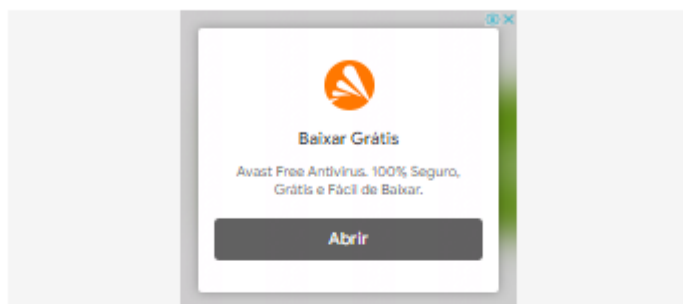 Baixar Grátis
Avast Free Antivirus. 100% Seguro,
Grátis e Fácil de Baixar.
Abrir